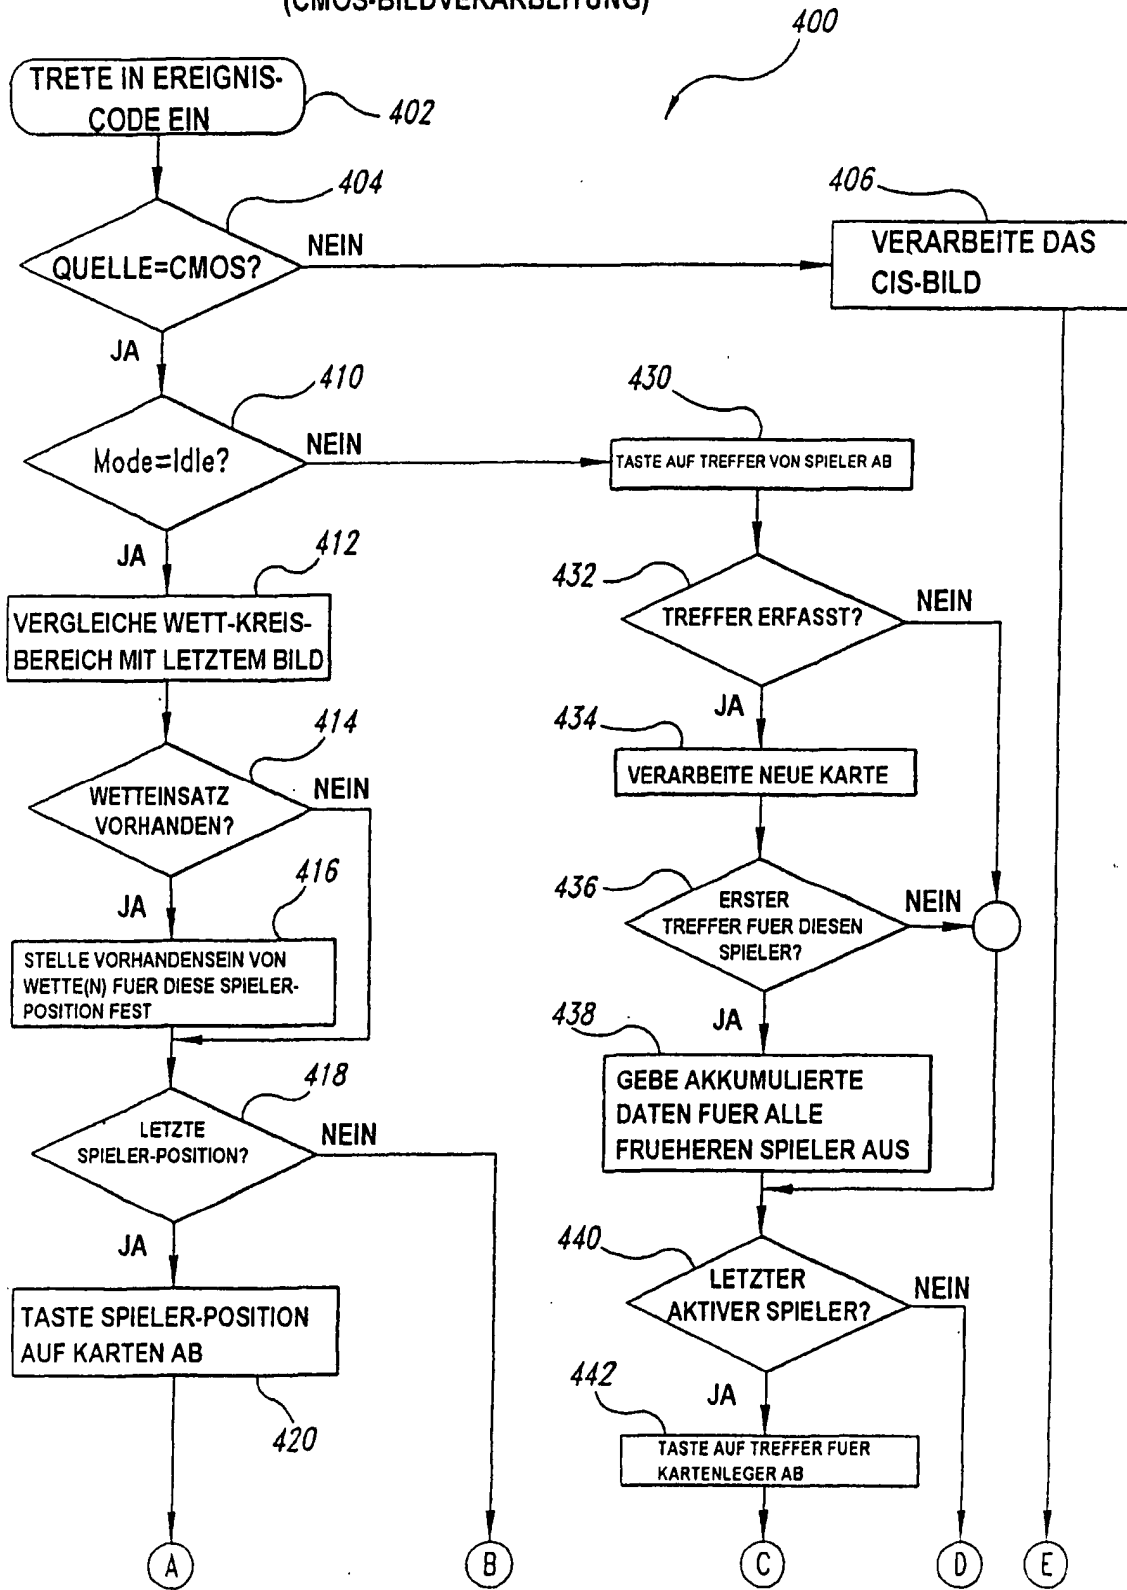 (CMOS-BILDVERARBEITUNG)
400
TRETE IN EREIGNIS-
CODE EIN
402
404
QUELLE=CMOS?
NEIN
406
VERARBEITE DAS
CIS-BILD
JA
410
Mode=Idle?
NEIN
430
TASTE AUF TREFFER VON SPIELER AB
JA
412
VERGLEICHE WETT-KREIS-
BEREICH MIT LETZTEM BILD
432
TREFFER ERFASST?
NEIN
JA
414
WETTEINSATZ
VORHANDEN?
NEIN
434
VERARBEITE NEUE KARTE
JA
416
STELLE VORHANDENSEIN VON
WETTE(N) FUER DIESE SPIELER-
POSITION FEST
436
ERSTER
TREFFER FUER DIESEN
SPIELER?
NEIN
JA
418
LETZTE
SPIELER-POSITION?
NEIN
438
GEBE AKKUMULIERTE
DATEN FUER ALLE
FRUEHEREN SPIELER AUS
JA
TASTE SPIELER-POSITION
AUF KARTEN AB
420
440
LETZTER
AKTIVER SPIELER?
NEIN
JA
442
TASTE AUF TREFFER FUER
KARTENLEGER AB
A
B
C
D
E